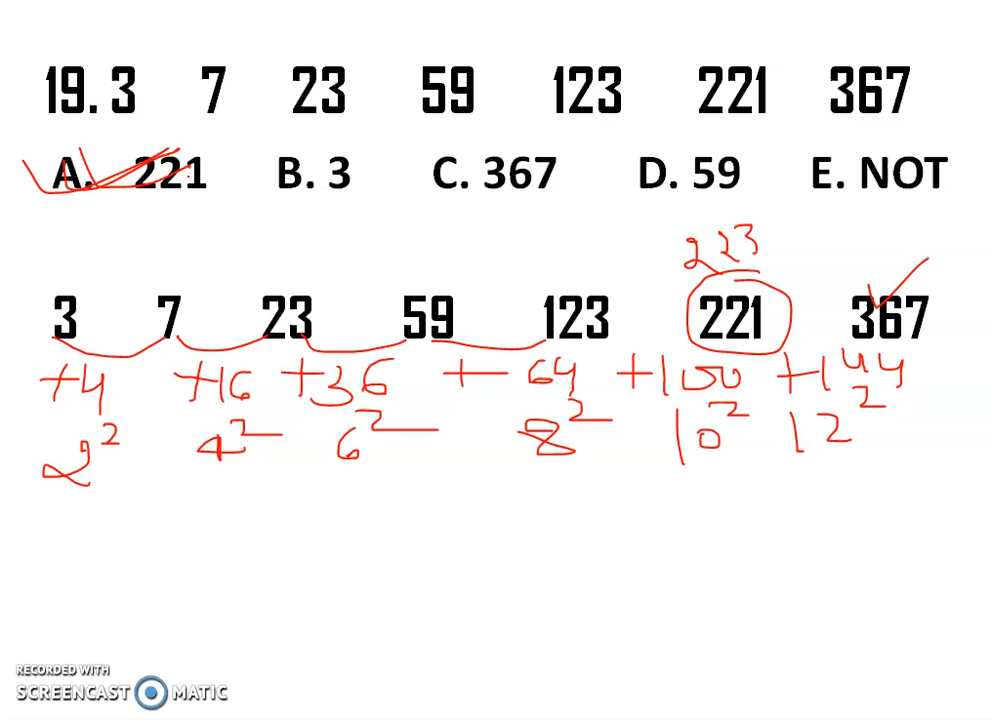 19. 3 7 23 59 123 221 367
A. 221 B. 3 C. 367 D. 59 E. NOT
223
3 7 23 59 123 221 367
+4 +16 +36 + 64 +100 +144
2² 4² 6² 8² 10² 12²
RECORDED WITH
SCREENCAST MATIC